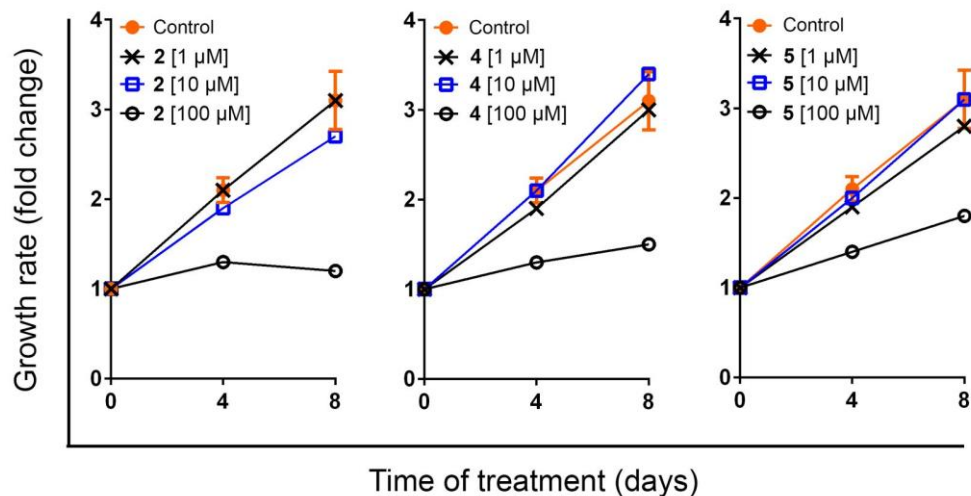 Growth rate (fold change)
4
3
2
1
0
Control
2 [1 µM]
2 [10 µM]
2 [100 µM]
0
4
8
4
3
2
1
0
Control
4 [1 µM]
4 [10 µM]
4 [100 µM]
0
4
8
4
3
2
1
0
Control
5 [1 µM]
5 [10 µM]
5 [100 µM]
0
4
8
Time of treatment (days)